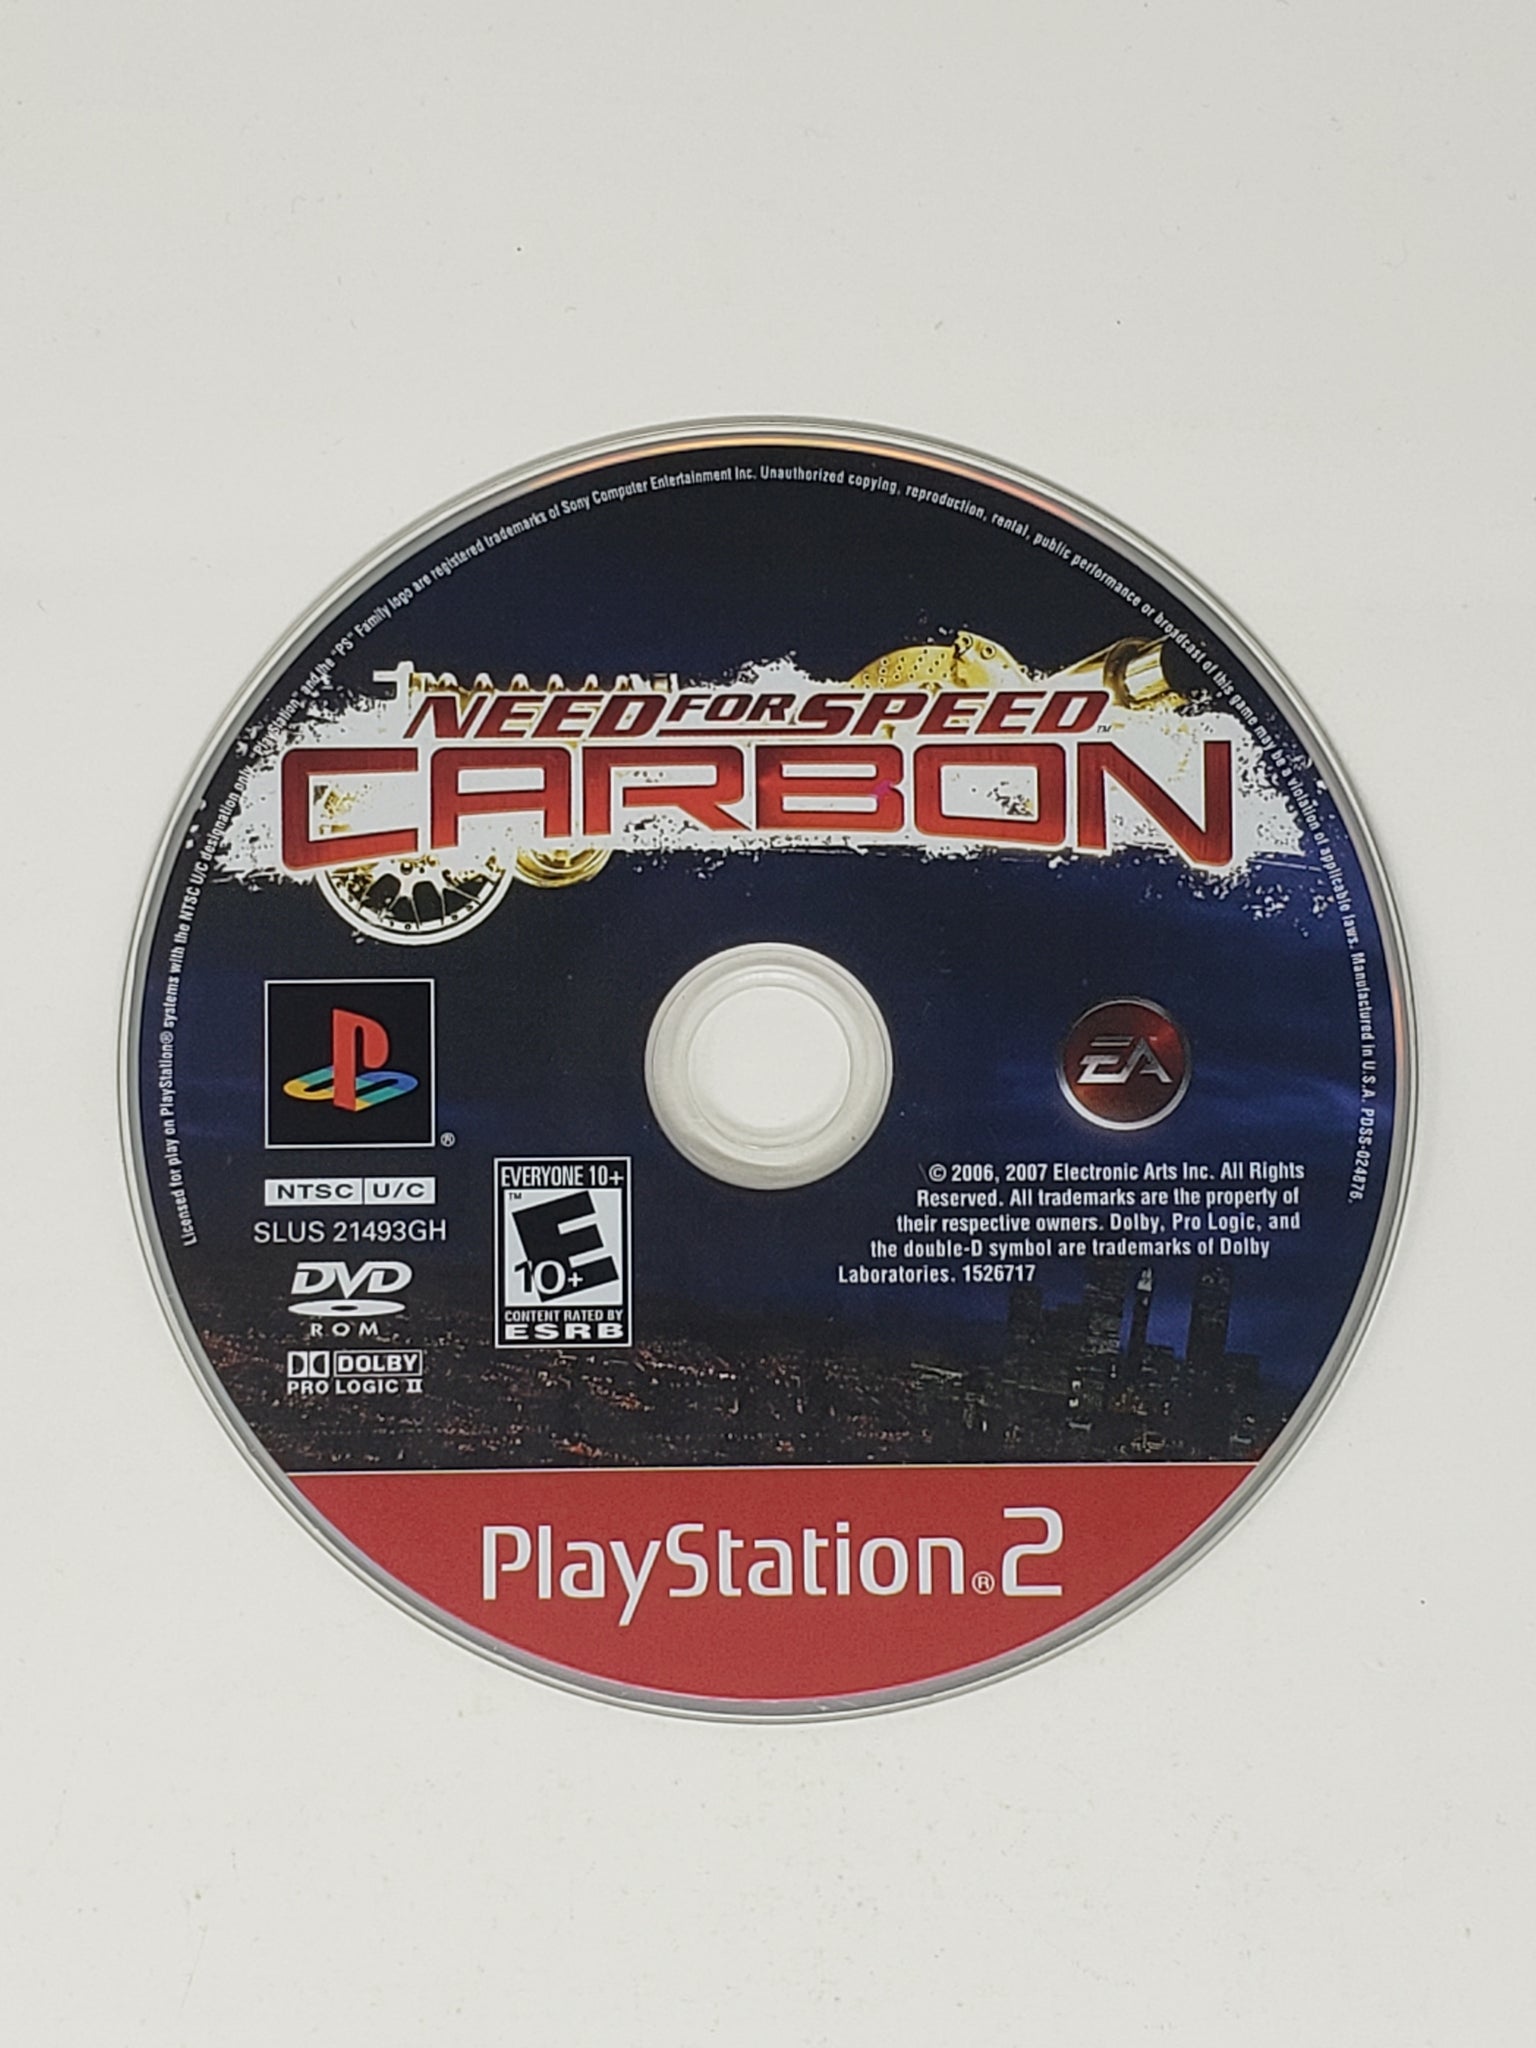 Licensed for play on PlayStation® systems with the NTSC U/C designation only. "PlayStation" and the "PS" Family logo are registered trademarks of Sony Computer Entertainment Inc. Unauthorized copying, reproduction, rental, public performance or broadcast of this game may be a violation of applicable laws. Manufactured in U.S.A. PDSS-024876.
NEED FOR SPEED™
CARBON
®
NTSC U/C
SLUS 21493GH
DVD
ROM
DOLBY
PRO LOGIC II
EVERYONE 10+
™
E
10+
CONTENT RATED BY
ESRB
EA
© 2006, 2007 Electronic Arts Inc. All Rights
Reserved. All trademarks are the property of
their respective owners. Dolby, Pro Logic, and
the double-D symbol are trademarks of Dolby
Laboratories. 1526717
PlayStation®2